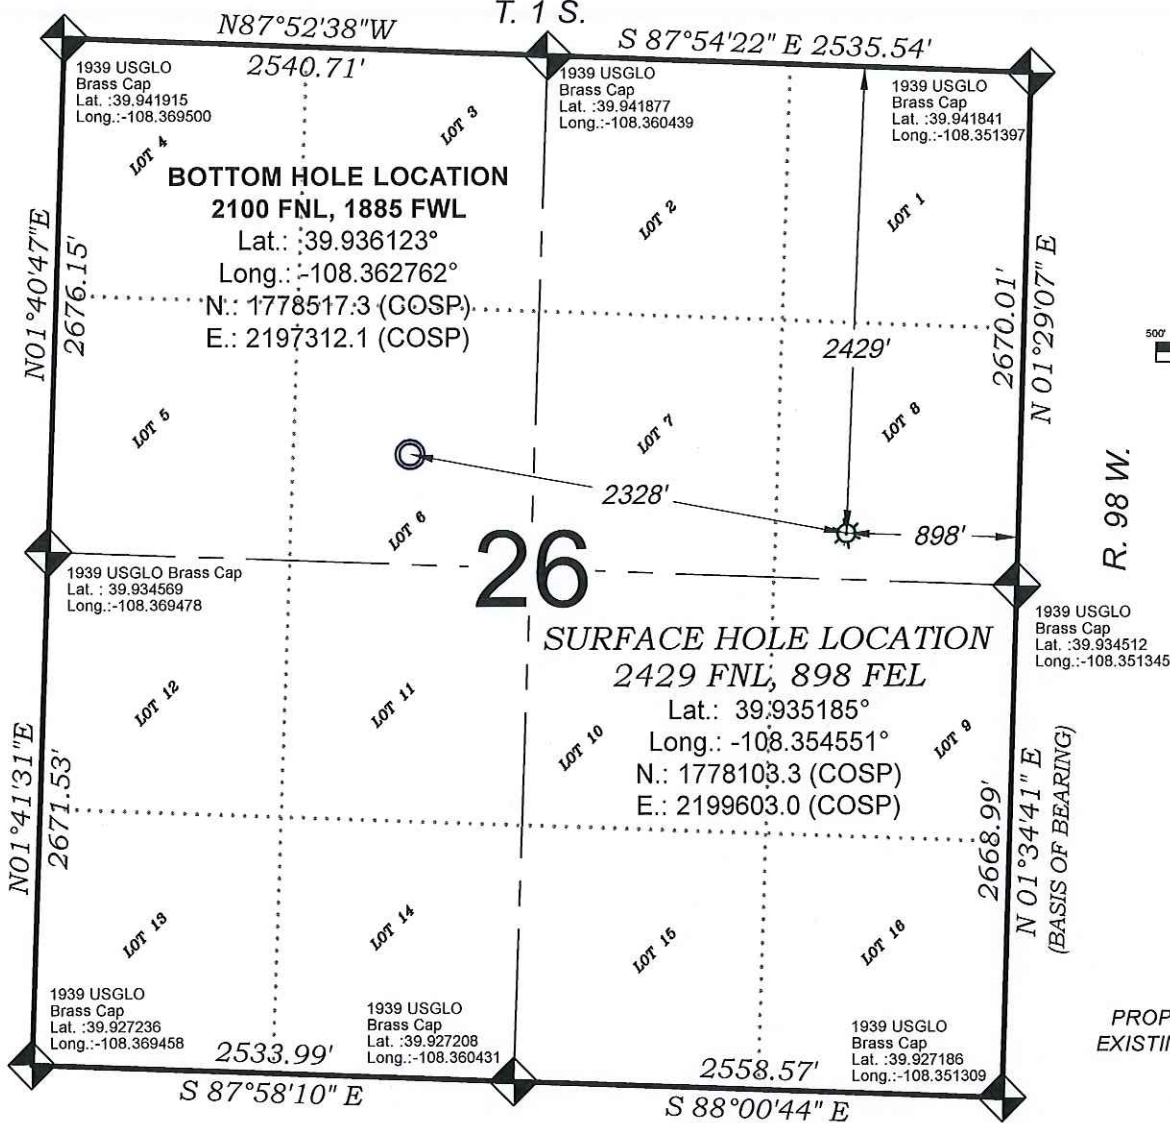 T. 1 S.
N87°52'38"W
2540.71'
S 87°54'22" E 2535.54'
1939 USGLO
Brass Cap
Lat. :39.941915
Long.:-108.369500
1939 USGLO
Brass Cap
Lat. :39.941877
Long.:-108.360439
1939 USGLO
Brass Cap
Lat. :39.941841
Long.:-108.351397
LOT 4
LOT 3
LOT 2
LOT 1
BOTTOM HOLE LOCATION
2100 FNL, 1885 FWL
Lat.: 39.936123°
Long.: -108.362762°
N.: 1778517.3 (COSP)
E.: 2197312.1 (COSP)
N01°40'47"E
2676.15'
2670.01'
N 01°29'07" E
2429'
500'
LOT 5
LOT 6
LOT 7
LOT 8
2328'
898'
R. 98 W.
26
1939 USGLO Brass Cap
Lat. : 39.934569
Long.:-108.369478
1939 USGLO
Brass Cap
Lat. :39.934512
Long.:-108.351345
SURFACE HOLE LOCATION
2429 FNL, 898 FEL
Lat.: 39.935185°
Long.: -108.354551°
N.: 1778103.3 (COSP)
E.: 2199603.0 (COSP)
LOT 12
LOT 11
LOT 10
LOT 9
N01°41'31"E
2671.53'
2668.99'
N 01°34'41" E
(BASIS OF BEARING)
LOT 13
LOT 14
LOT 15
LOT 16
1939 USGLO
Brass Cap
Lat. :39.927236
Long.:-108.369458
1939 USGLO
Brass Cap
Lat. :39.927208
Long.:-108.360431
1939 USGLO
Brass Cap
Lat. :39.927186
Long.:-108.351309
PROP
EXISTI
2533.99'
S 87°58'10" E
2558.57'
S 88°00'44" E